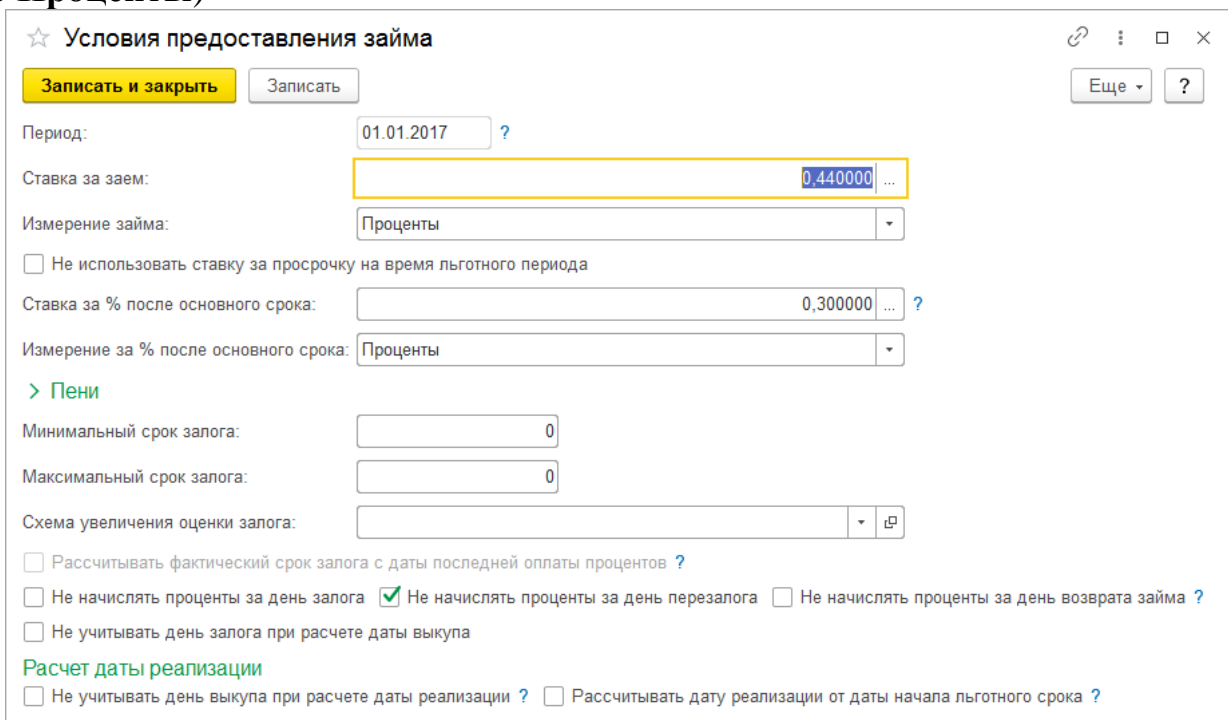 Проценты)
Условия предоставления займа
Записать и закрыть Записать Еще ?
Период: 01.01.2017 ?
Ставка за заем: 0,440000 ...
Измерение займа: Проценты
Не использовать ставку за просрочку на время льготного периода
Ставка за % после основного срока: 0,300000 ... ?
Измерение за % после основного срока: Проценты
Пени
Минимальный срок залога: 0
Максимальный срок залога: 0
Схема увеличения оценки залога:
Рассчитывать фактический срок залога с даты последней оплаты процентов ?
Не начислять проценты за день залога Не начислять проценты за день перезалога Не начислять проценты за день возврата займа ?
Не учитывать день залога при расчете даты выкупа
Расчет даты реализации
Не учитывать день выкупа при расчете даты реализации ? Рассчитывать дату реализации от даты начала льготного срока ?